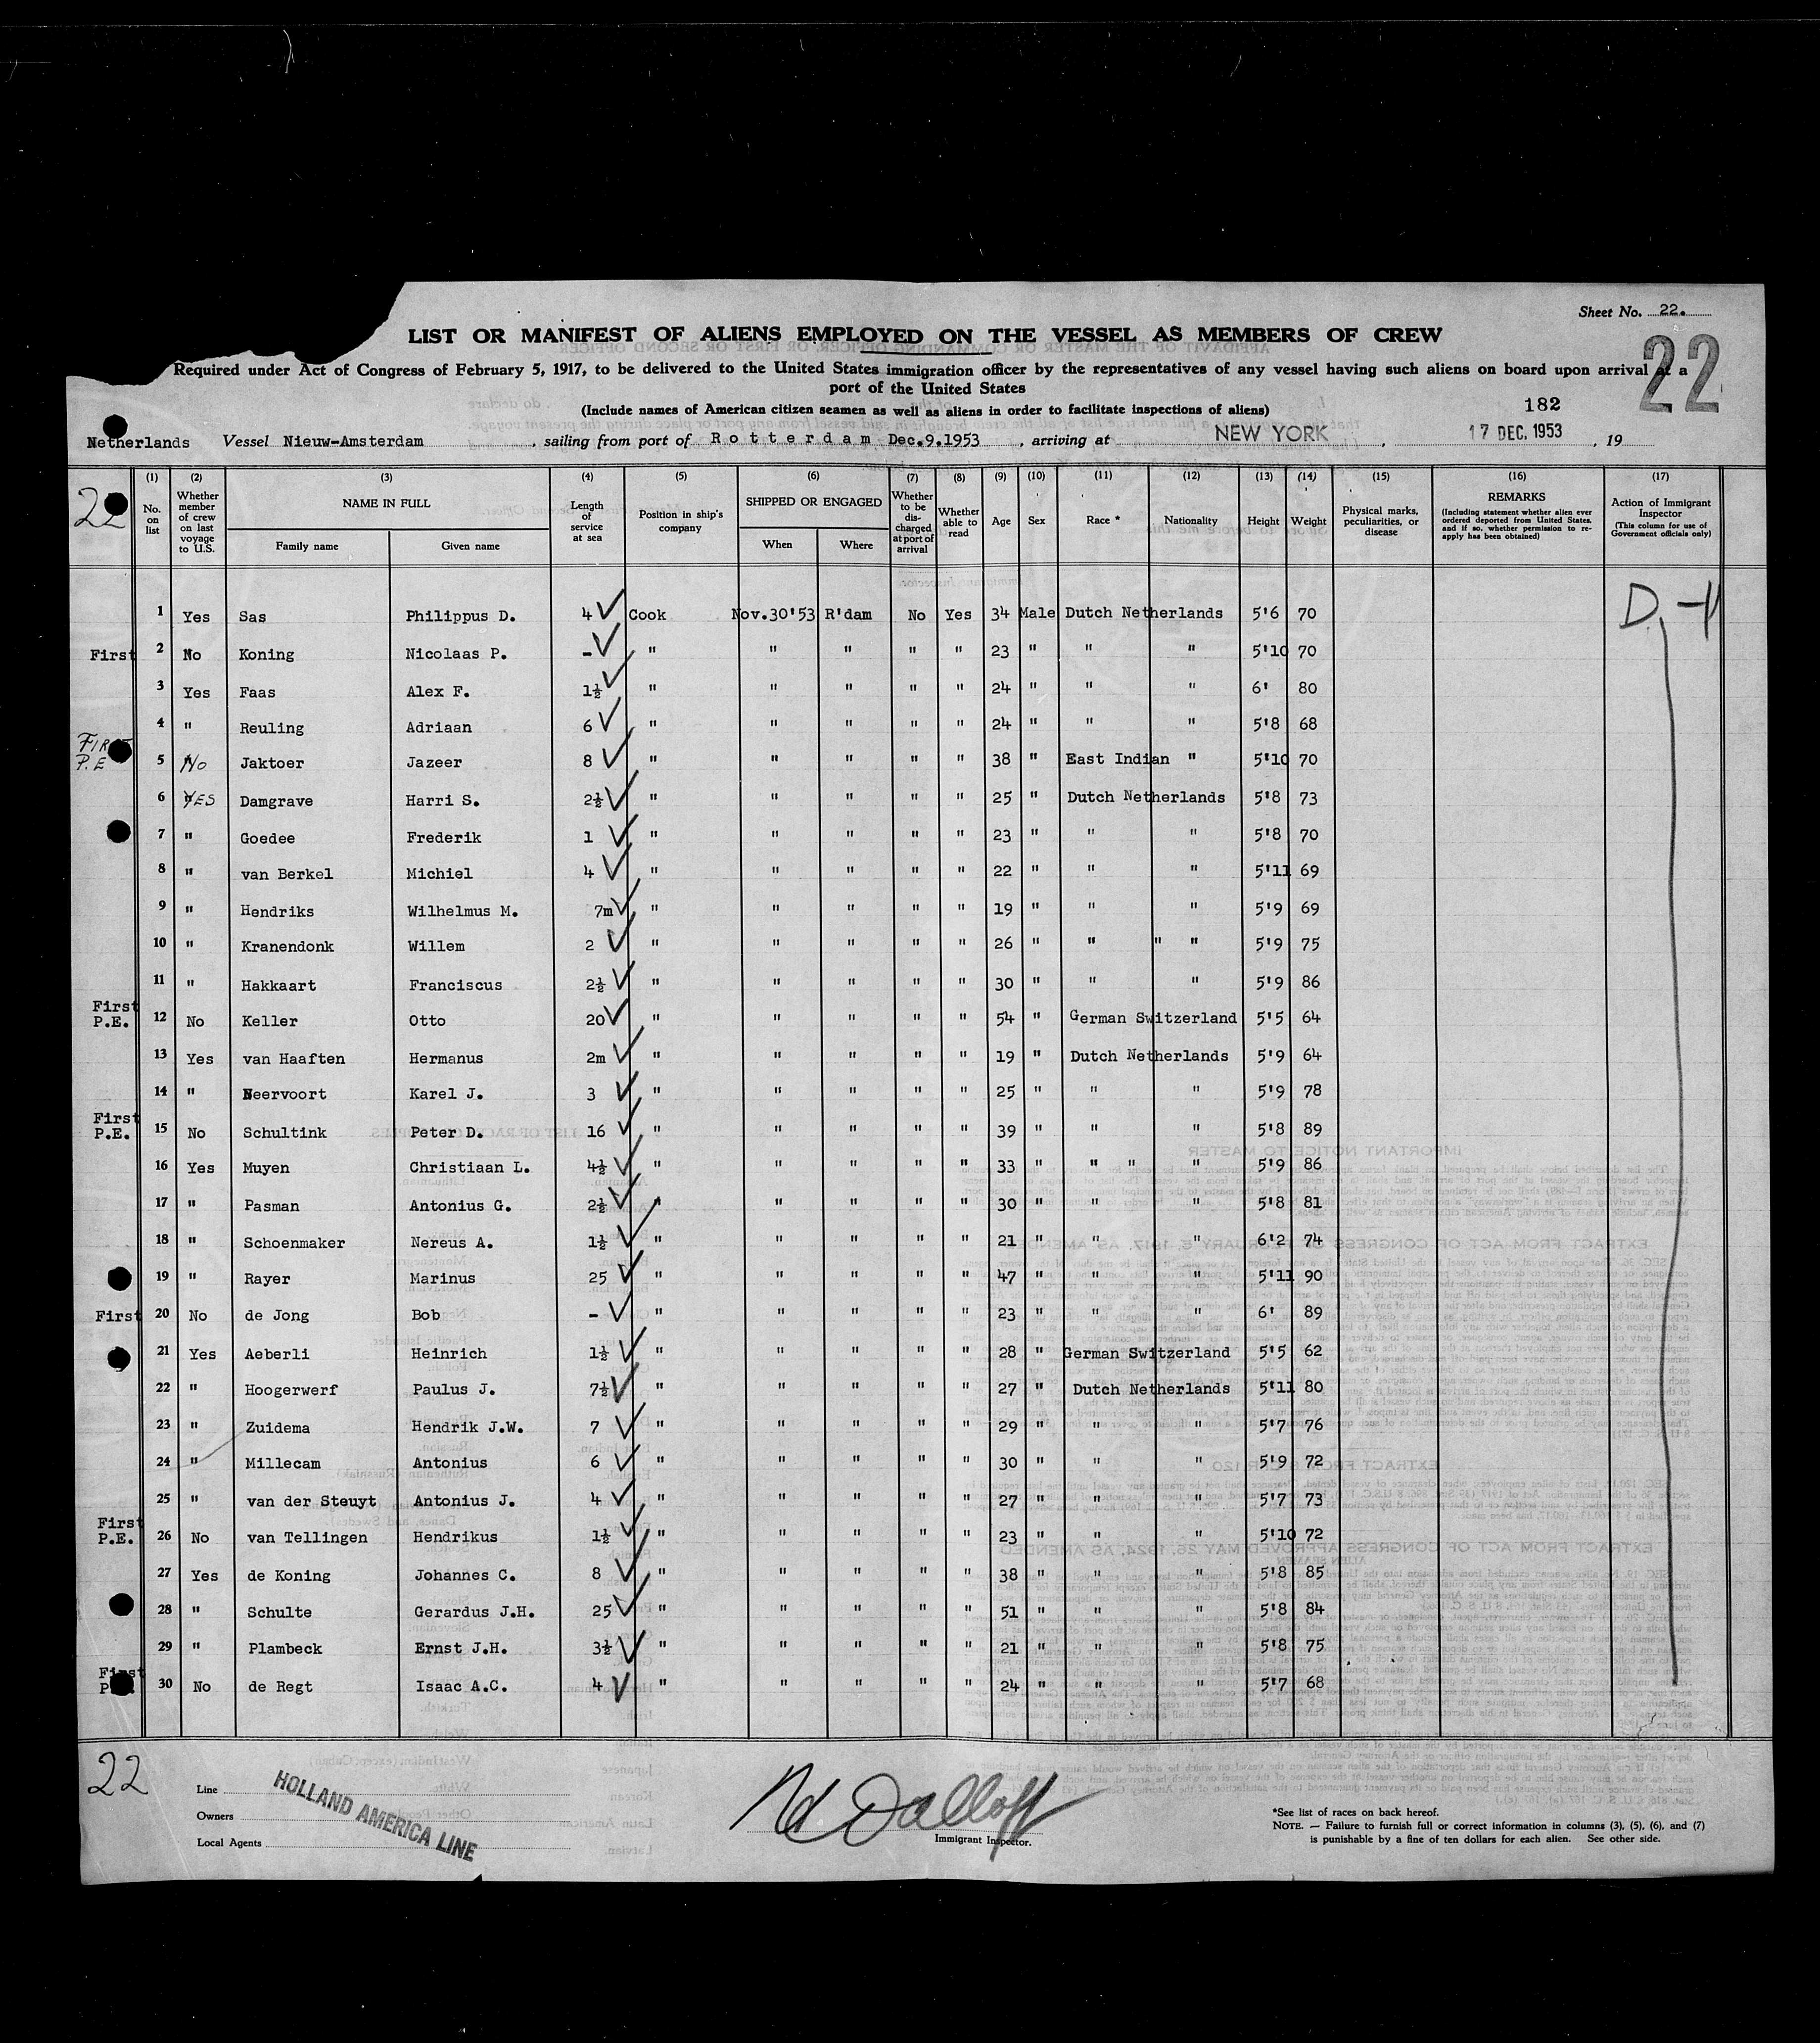 Sheet No. 22.
LIST OR MANIFEST OF ALIENS EMPLOYED ON THE VESSEL AS MEMBERS OF CREW
22
Required under Act of Congress of February 5, 1917, to be delivered to the United States immigration officer by the representatives of any vessel having such aliens on board upon arrival at a
port of the United States
(Include names of American citizen seamen as well as aliens in order to facilitate inspections of aliens)
182
Netherlands Vessel Nieuw-Amsterdam , sailing from port of Rotterdam Dec.9.1953 , arriving at NEW YORK , 17 DEC. 1953 , 19
22
(1) No. on list
(2) Whether member of crew on last voyage to U.S.
(3) NAME IN FULL Family name Given name
(4) Length of service at sea
(5) Position in ship's company
(6) SHIPPED OR ENGAGED When Where
(7) Whether to be dis- charged at port of arrival
(8) Whether able to read
(9) Age
(10) Sex
(11) Race *
(12) Nationality
(13) Height
(14) Weight
(15) Physical marks, peculiarities, or disease
(16) REMARKS (Including statement whether alien ever ordered deported from United States, and if so, whether permission to re- apply has been obtained)
(17) Action of Immigrant Inspector (This column for use of Government officials only)
1 Yes Sas Philippus D. 4 Cook Nov.30'53 R'dam No Yes 34 Male Dutch Netherlands 5'6 70
First 2 No Koning Nicolaas P. - " " " " " 23 " " " 5'10 70
3 Yes Faas Alex F. 1½ " " " " " 24 " " " 6' 80
4 " Reuling Adriaan 6 " " " " " 24 " " " 5'8 68
FIRST P.E 5 No Jaktoer Jazeer 8 " " " " " 38 " East Indian " 5'10 70
6 YES Damgrave Harri S. 2½ " " " " " 25 " Dutch Netherlands 5'8 73
7 " Goedee Frederik 1 " " " " " 23 " " " 5'8 70
8 " van Berkel Michiel 4 " " " " " 22 " " " 5'11 69
9 " Hendriks Wilhelmus M. 7m " " " " " 19 " " " 5'9 69
10 " Kranendonk Willem 2 " " " " " 26 " " " " 5'9 75
11 " Hakkaart Franciscus 2½ " " " " " 30 " " " 5'9 86
First P.E. 12 No Keller Otto 20 " " " " " 54 " German Switzerland 5'5 64
13 Yes van Haaften Hermanus 2m " " " " " 19 " Dutch Netherlands 5'9 64
14 " Neervoort Karel J. 3 " " " " " 25 " " " 5'9 78
First P.E. 15 No Schultink Peter D. 16 " " " " " 39 " " " 5'8 89
16 Yes Muyen Christiaan L. 4½ " " " " " 33 " " " " 5'9 86
17 " Pasman Antonius G. 2½ " " " " " 30 " " " 5'8 81
18 " Schoenmaker Nereus A. 1½ " " " " " 21 " " " 6'2 74
19 " Rayer Marinus 25 " " " " " 47 " " " 5'11 90
First 20 No de Jong Bob - " " " " " 23 " " " 6' 89
21 Yes Aeberli Heinrich 1½ " " " " " 28 " German Switzerland 5'5 62
22 " Hoogerwerf Paulus J. 7½ " " " " " 27 " Dutch Netherlands 5'11 80
23 " Zuidema Hendrik J.W. 7 " " " " " 29 " " " 5'7 76
24 " Millecam Antonius 6 " " " " " 30 " " " 5'9 72
25 " van der Steuyt Antonius J. 4 " " " " " 27 " " " 5'7 73
First P.E. 26 No van Tellingen Hendrikus 1½ " " " " " 23 " " " 5'10 72
27 Yes de Koning Johannes C. 8 " " " " " 38 " " " 5'8 85
28 " Schulte Gerardus J.H. 25 " " " " " 51 " " " 5'8 84
29 " Plambeck Ernst J.H. 3½ " " " " " 21 " " " 5'8 75
First 30 No de Regt Isaac A.C. 4 " " " " " 24 " " " 5'7 68
22
Line
Owners
Local Agents
HOLLAND AMERICA LINE
Immigrant Inspector.
*See list of races on back hereof.
NOTE. — Failure to furnish full or correct information in columns (3), (5), (6), and (7)
is punishable by a fine of ten dollars for each alien. See other side.